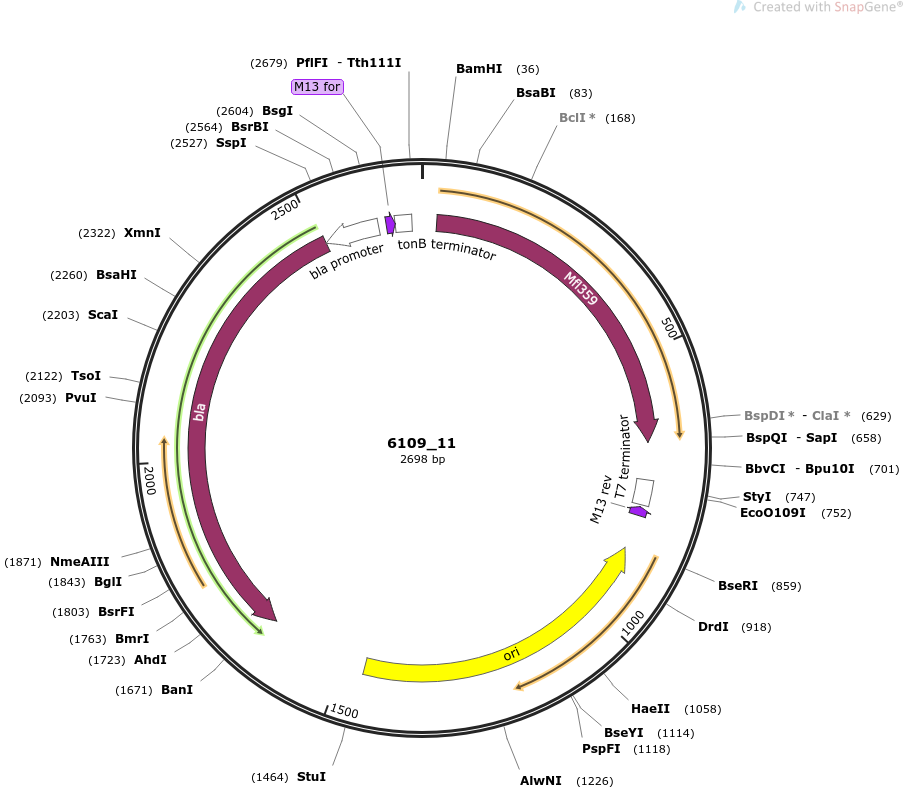 Created with SnapGene®
(2679) PflFI - Tth111I
M13 for
(2604) BsgI
(2564) BsrBI
(2527) SspI
BamHI (36)
BsaBI (83)
BclI * (168)
2500
(2322) XmnI
(2260) BsaHI
(2203) ScaI
(2122) TsoI
(2093) PvuI
bla promoter
tonB terminator
Mfl359
500
bla
6109_11
2698 bp
T7 terminator
M13 rev
BspDI * - ClaI * (629)
BspQI - SapI (658)
BbvCI - Bpu10I (701)
StyI (747)
EcoO109I (752)
2000
(1871) NmeAIII
(1843) BglI
(1803) BsrFI
(1763) BmrI
(1723) AhdI
(1671) BanI
BseRI (859)
DrdI (918)
1000
ori
HaeII (1058)
BseYI (1114)
PspFI (1118)
1500
(1464) StuI
AlwNI (1226)